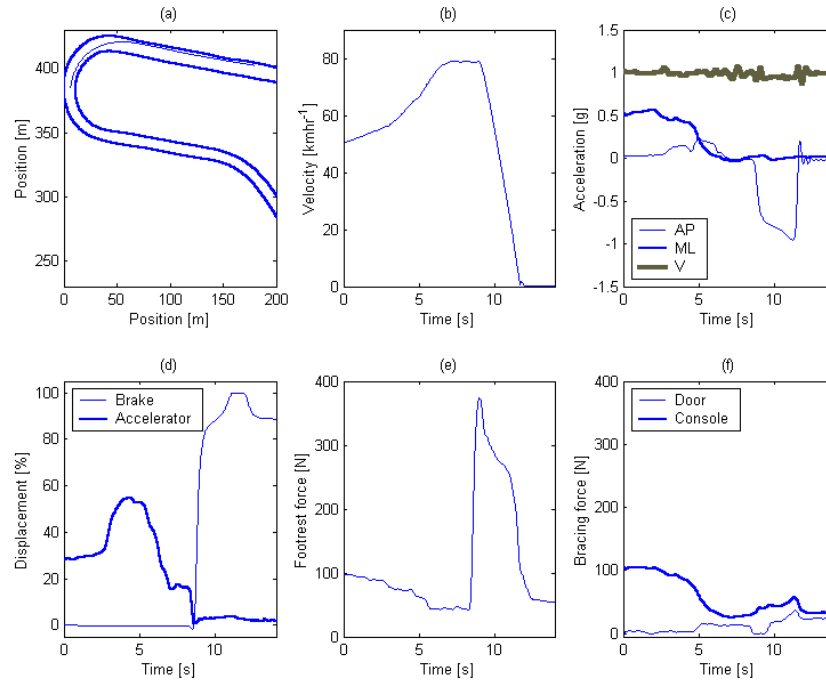 (a)
(b)
(c)
400
350
300
250
Position [m]
0
50
100
150
200
Position [m]
80
60
40
20
0
Velocity [kmhr-1]
0
5
10
Time [s]
1.5
1
0.5
0
-0.5
-1
-1.5
Acceleration [g]
AP
ML
V
0
5
10
Time [s]
(d)
(e)
(f)
100
80
60
40
20
0
Displacement [%]
Brake
Accelerator
0
5
10
Time [s]
400
300
200
100
0
Footrest force [N]
0
5
10
Time [s]
400
300
200
100
0
Bracing force [N]
Door
Console
0
5
10
Time [s]